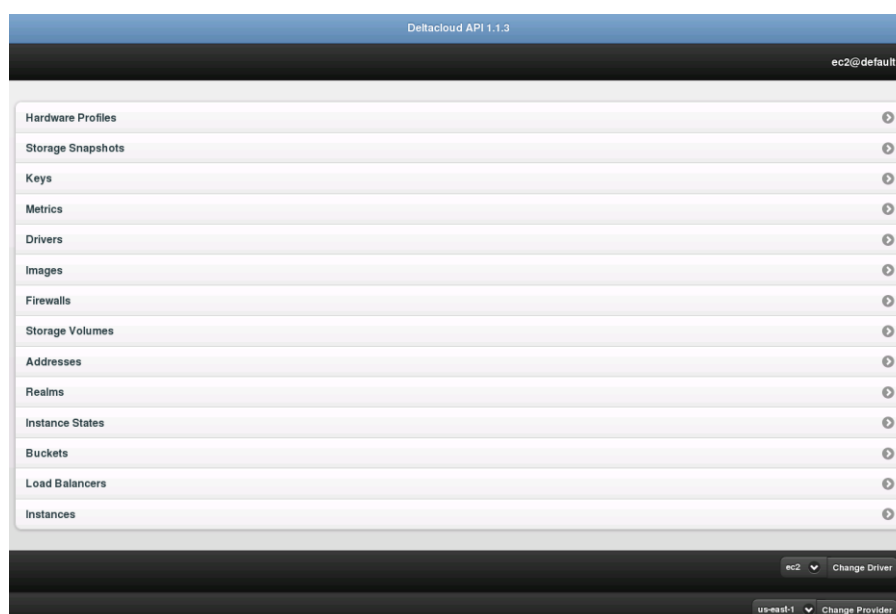 Deltacloud API 1.1.3
ec2@default
Hardware Profiles
Storage Snapshots
Keys
Metrics
Drivers
Images
Firewalls
Storage Volumes
Addresses
Realms
Instance States
Buckets
Load Balancers
Instances
ec2 Change Driver
us-east-1 Change Provider